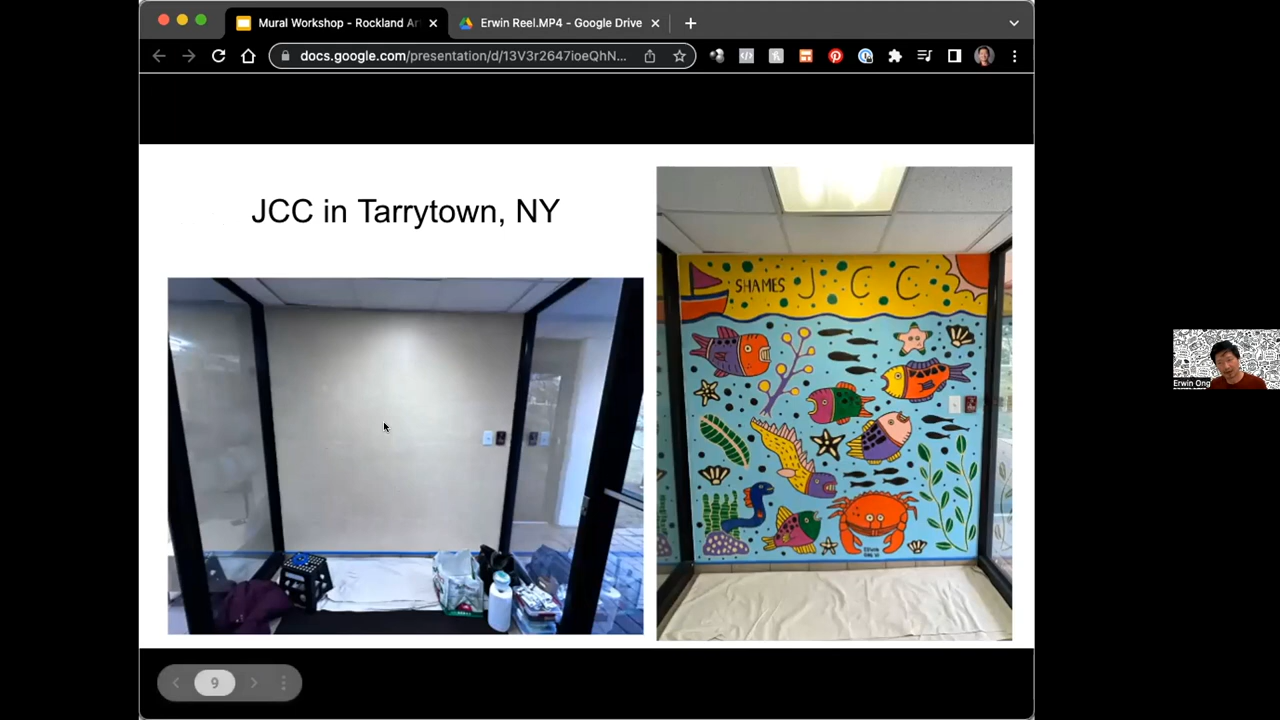 Mural Workshop - Rockland Ar
Erwin Reel.MP4 - Google Drive
docs.google.com/presentation/d/13V3r2647ioeQhN...
JCC in Tarrytown, NY
SHAMES J C C
ERWIN
9
Erwin Ong